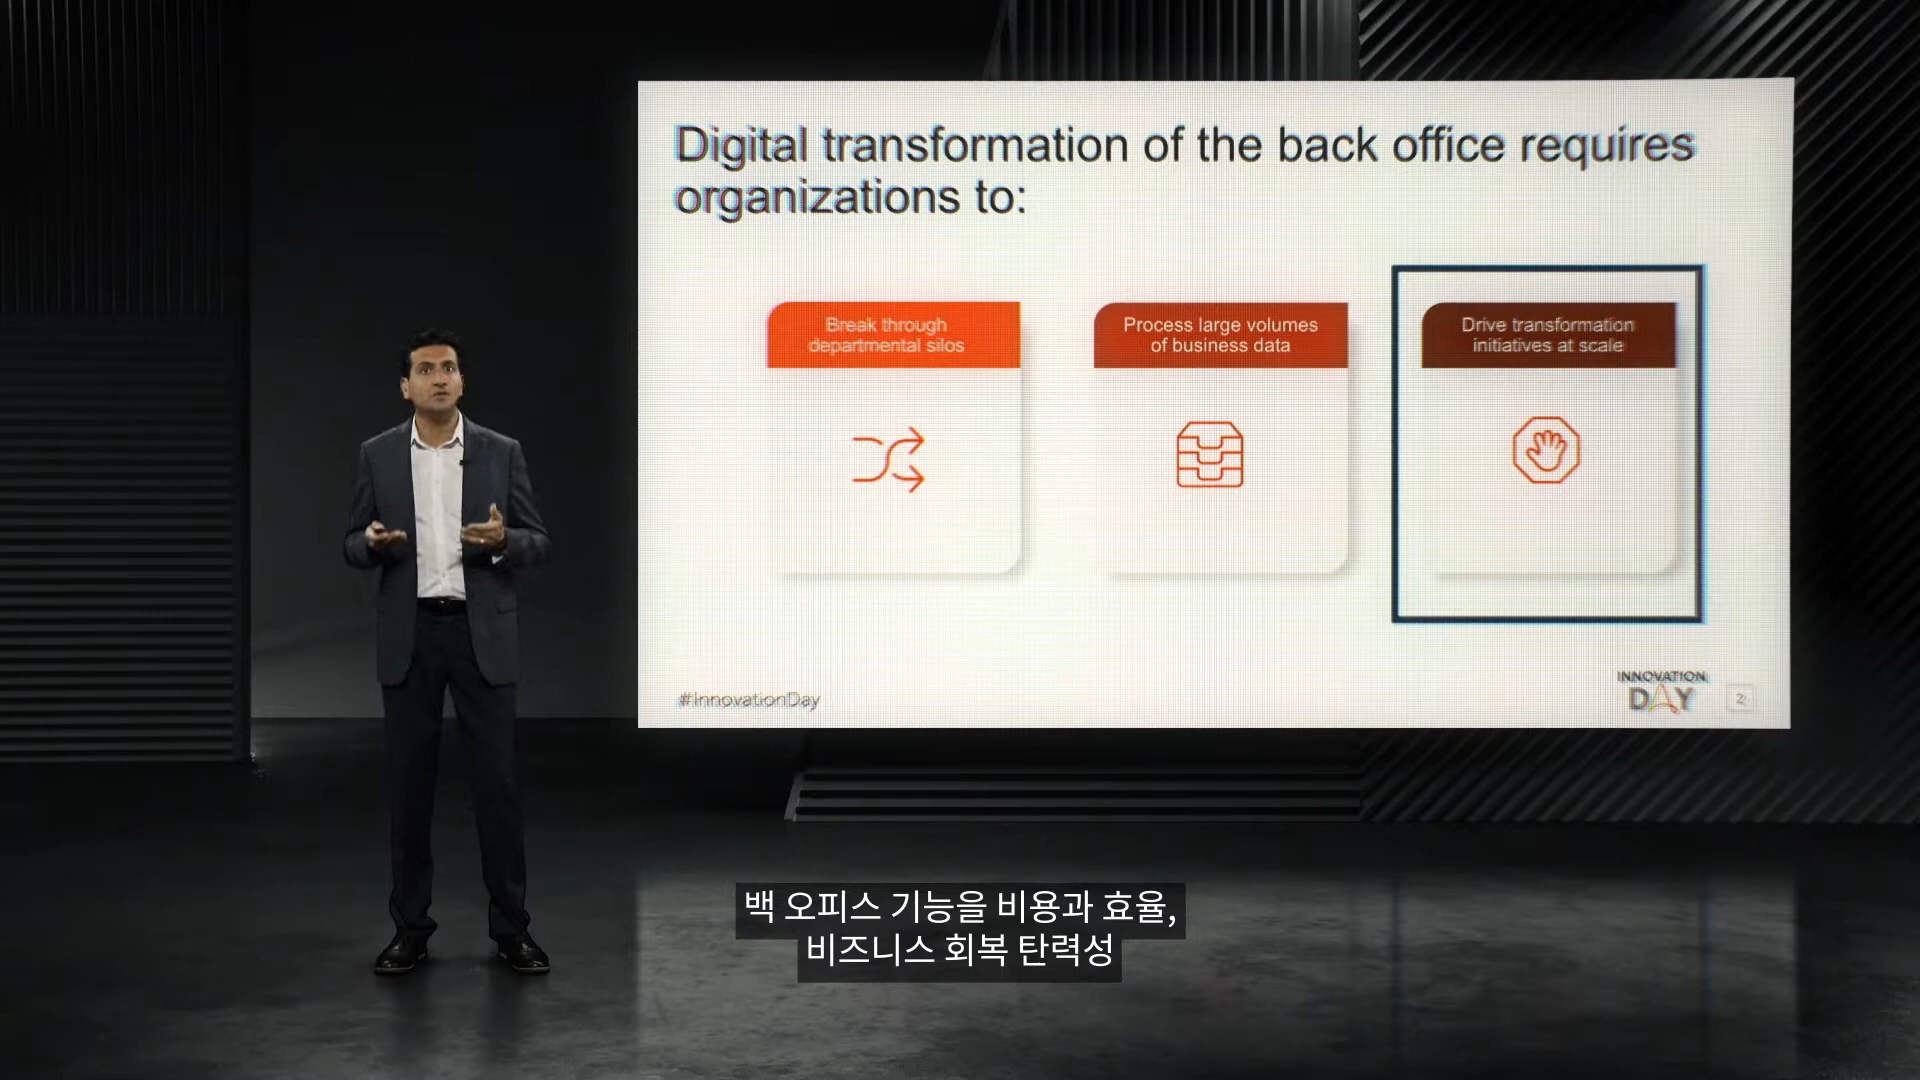 Digital transformation of the back office requires
organizations to:
Break through
departmental silos
Process large volumes
of business data
Drive transformation
initiatives at scale
#InnovationDay
INNOVATION
DAY
2
백 오피스 기능을 비용과 효율,
비즈니스 회복 탄력성